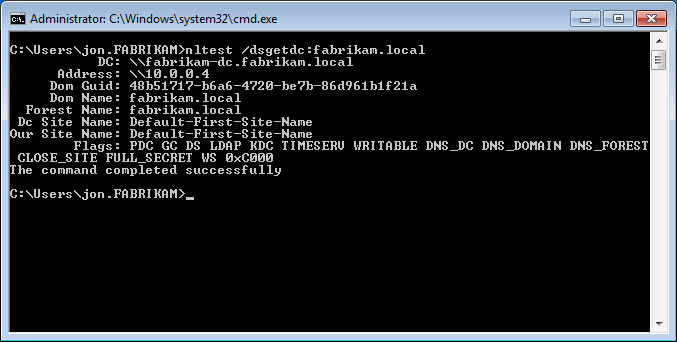 Administrator: C:\Windows\system32\cmd.exe
C:\Users\jon.FABRIKAM>nltest /dsgetdc:fabrikam.local
DC: \\fabrikam-dc.fabrikam.local
Address: \\10.0.0.4
Dom Guid: 48b51717-b6a6-4720-be7b-86d961b1f21a
Dom Name: fabrikam.local
Forest Name: fabrikam.local
Dc Site Name: Default-First-Site-Name
Our Site Name: Default-First-Site-Name
Flags: PDC GC DS LDAP KDC TIMESERV WRITABLE DNS_DC DNS_DOMAIN DNS_FOREST
CLOSE_SITE FULL_SECRET WS 0xC000
The command completed successfully
C:\Users\jon.FABRIKAM>_